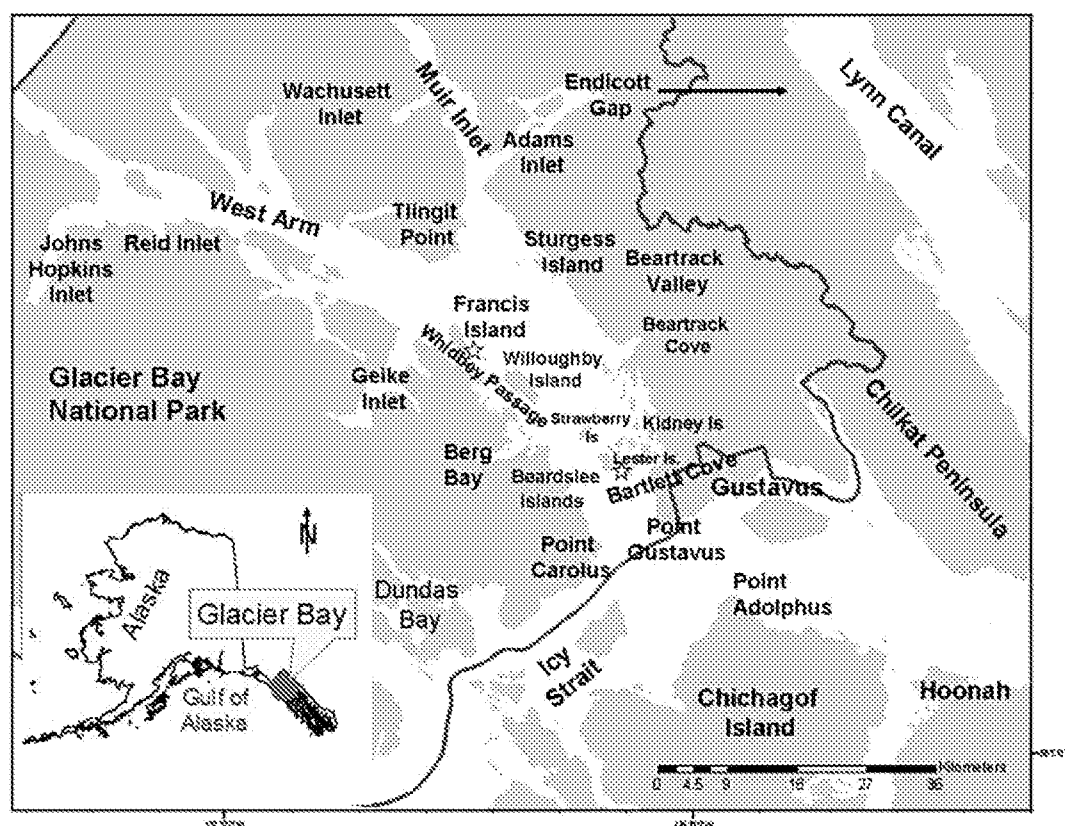 Muir Inlet
Endicott
Gap
Lynn Canal
Wachusett
Inlet
Adams
Inlet
West Arm
Tlingit
Point
Johns
Hopkins
Inlet
Reid Inlet
Sturgess
Island
Beartrack
Valley
Francis
Island
Beartrack
Cove
Whidney Passage
Willoughby
Island
Glacier Bay
National Park
Geike
Inlet
Strawberry
Is
Kidney Is
Chilkat Peninsula
Berg
Bay
Lester Is
Beardslee
Islands
Bartlett Cove
Gustavus
Point
Gustavus
Point
Carolus
N
Alaska
Glacier Bay
Gulf of
Alaska
Dundas
Bay
Point
Adolphus
Icy
Strait
Chichagof
Island
Hoonah
0 4.5 9 18 27 36 Kilometers